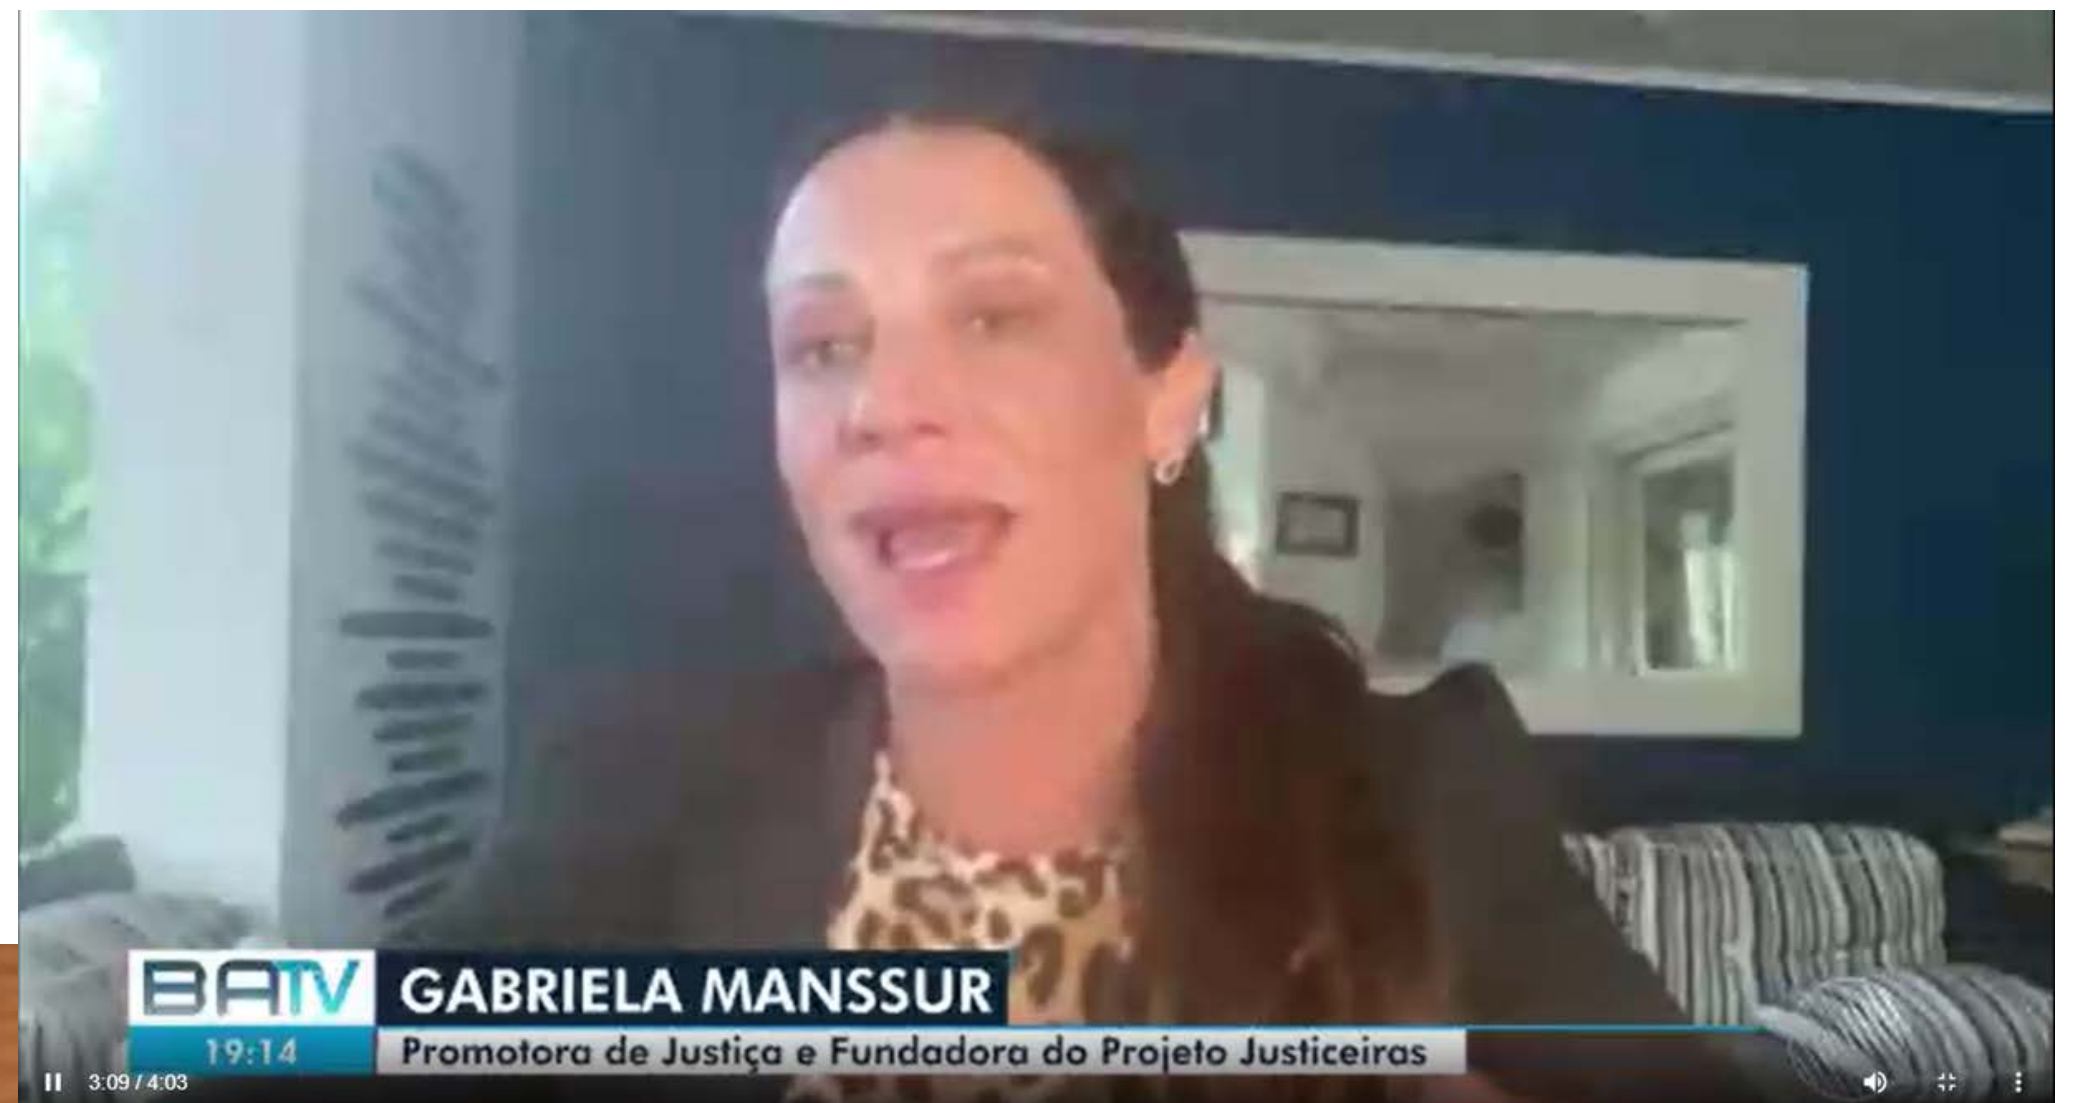 BATV
GABRIELA MANSSUR
19:14
Promotora de Justiça e Fundadora do Projeto Justiceiras
3:09 / 4:03